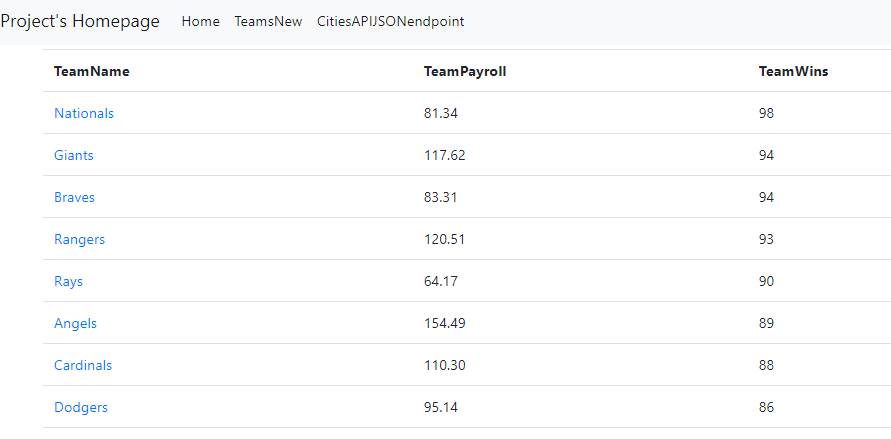 Project's Homepage Home TeamsNew CitiesAPIJSONendpoint
TeamName TeamPayroll TeamWins
Nationals 81.34 98
Giants 117.62 94
Braves 83.31 94
Rangers 120.51 93
Rays 64.17 90
Angels 154.49 89
Cardinals 110.30 88
Dodgers 95.14 86